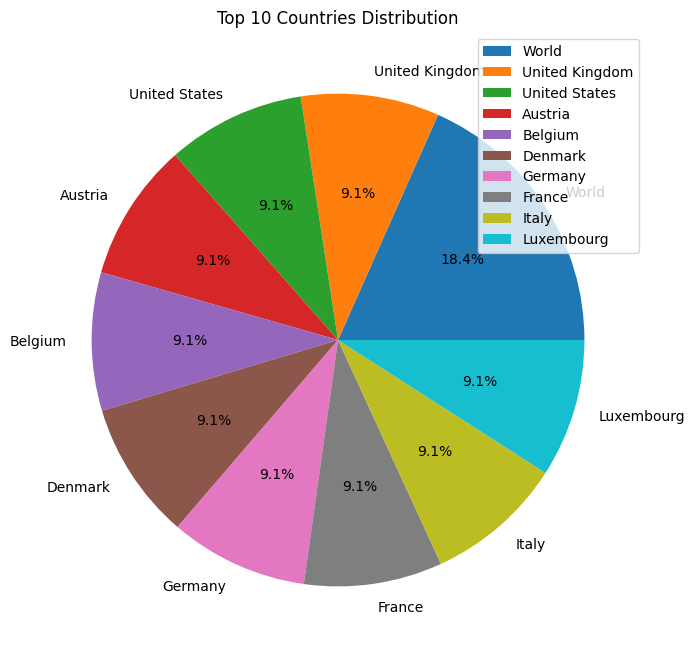 Top 10 Countries Distribution
World
United Kingdom
United States
Austria
Belgium
Denmark
Germany
France
Italy
Luxembourg
United Kingdom
United States
World
Austria
Belgium
Denmark
Germany
France
Italy
Luxembourg
18.4%
9.1%
9.1%
9.1%
9.1%
9.1%
9.1%
9.1%
9.1%
9.1%